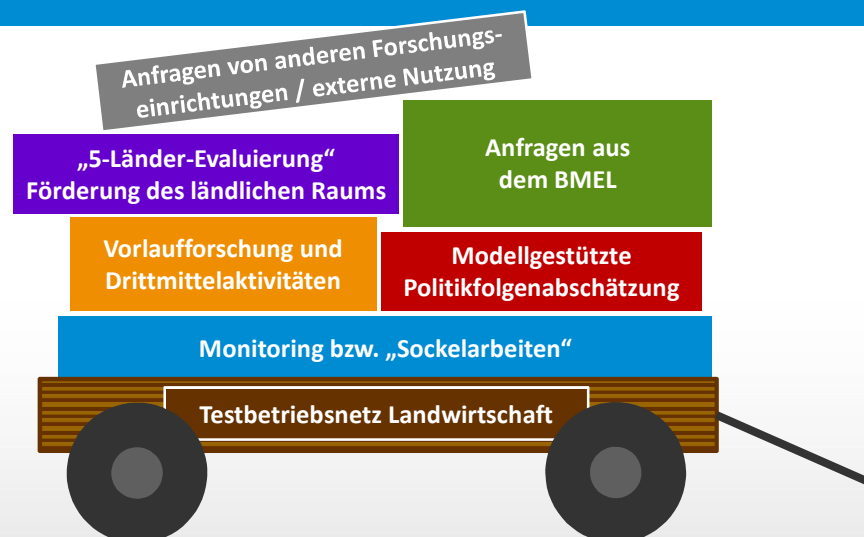 Anfragen von anderen Forschungs-
einrichtungen / externe Nutzung
„5-Länder-Evaluierung“
Förderung des ländlichen Raums
Anfragen aus
dem BMEL
Vorlaufforschung und
Drittmittelaktivitäten
Modellgestützte
Politikfolgenabschätzung
Monitoring bzw. „Sockelarbeiten“
Testbetriebsnetz Landwirtschaft